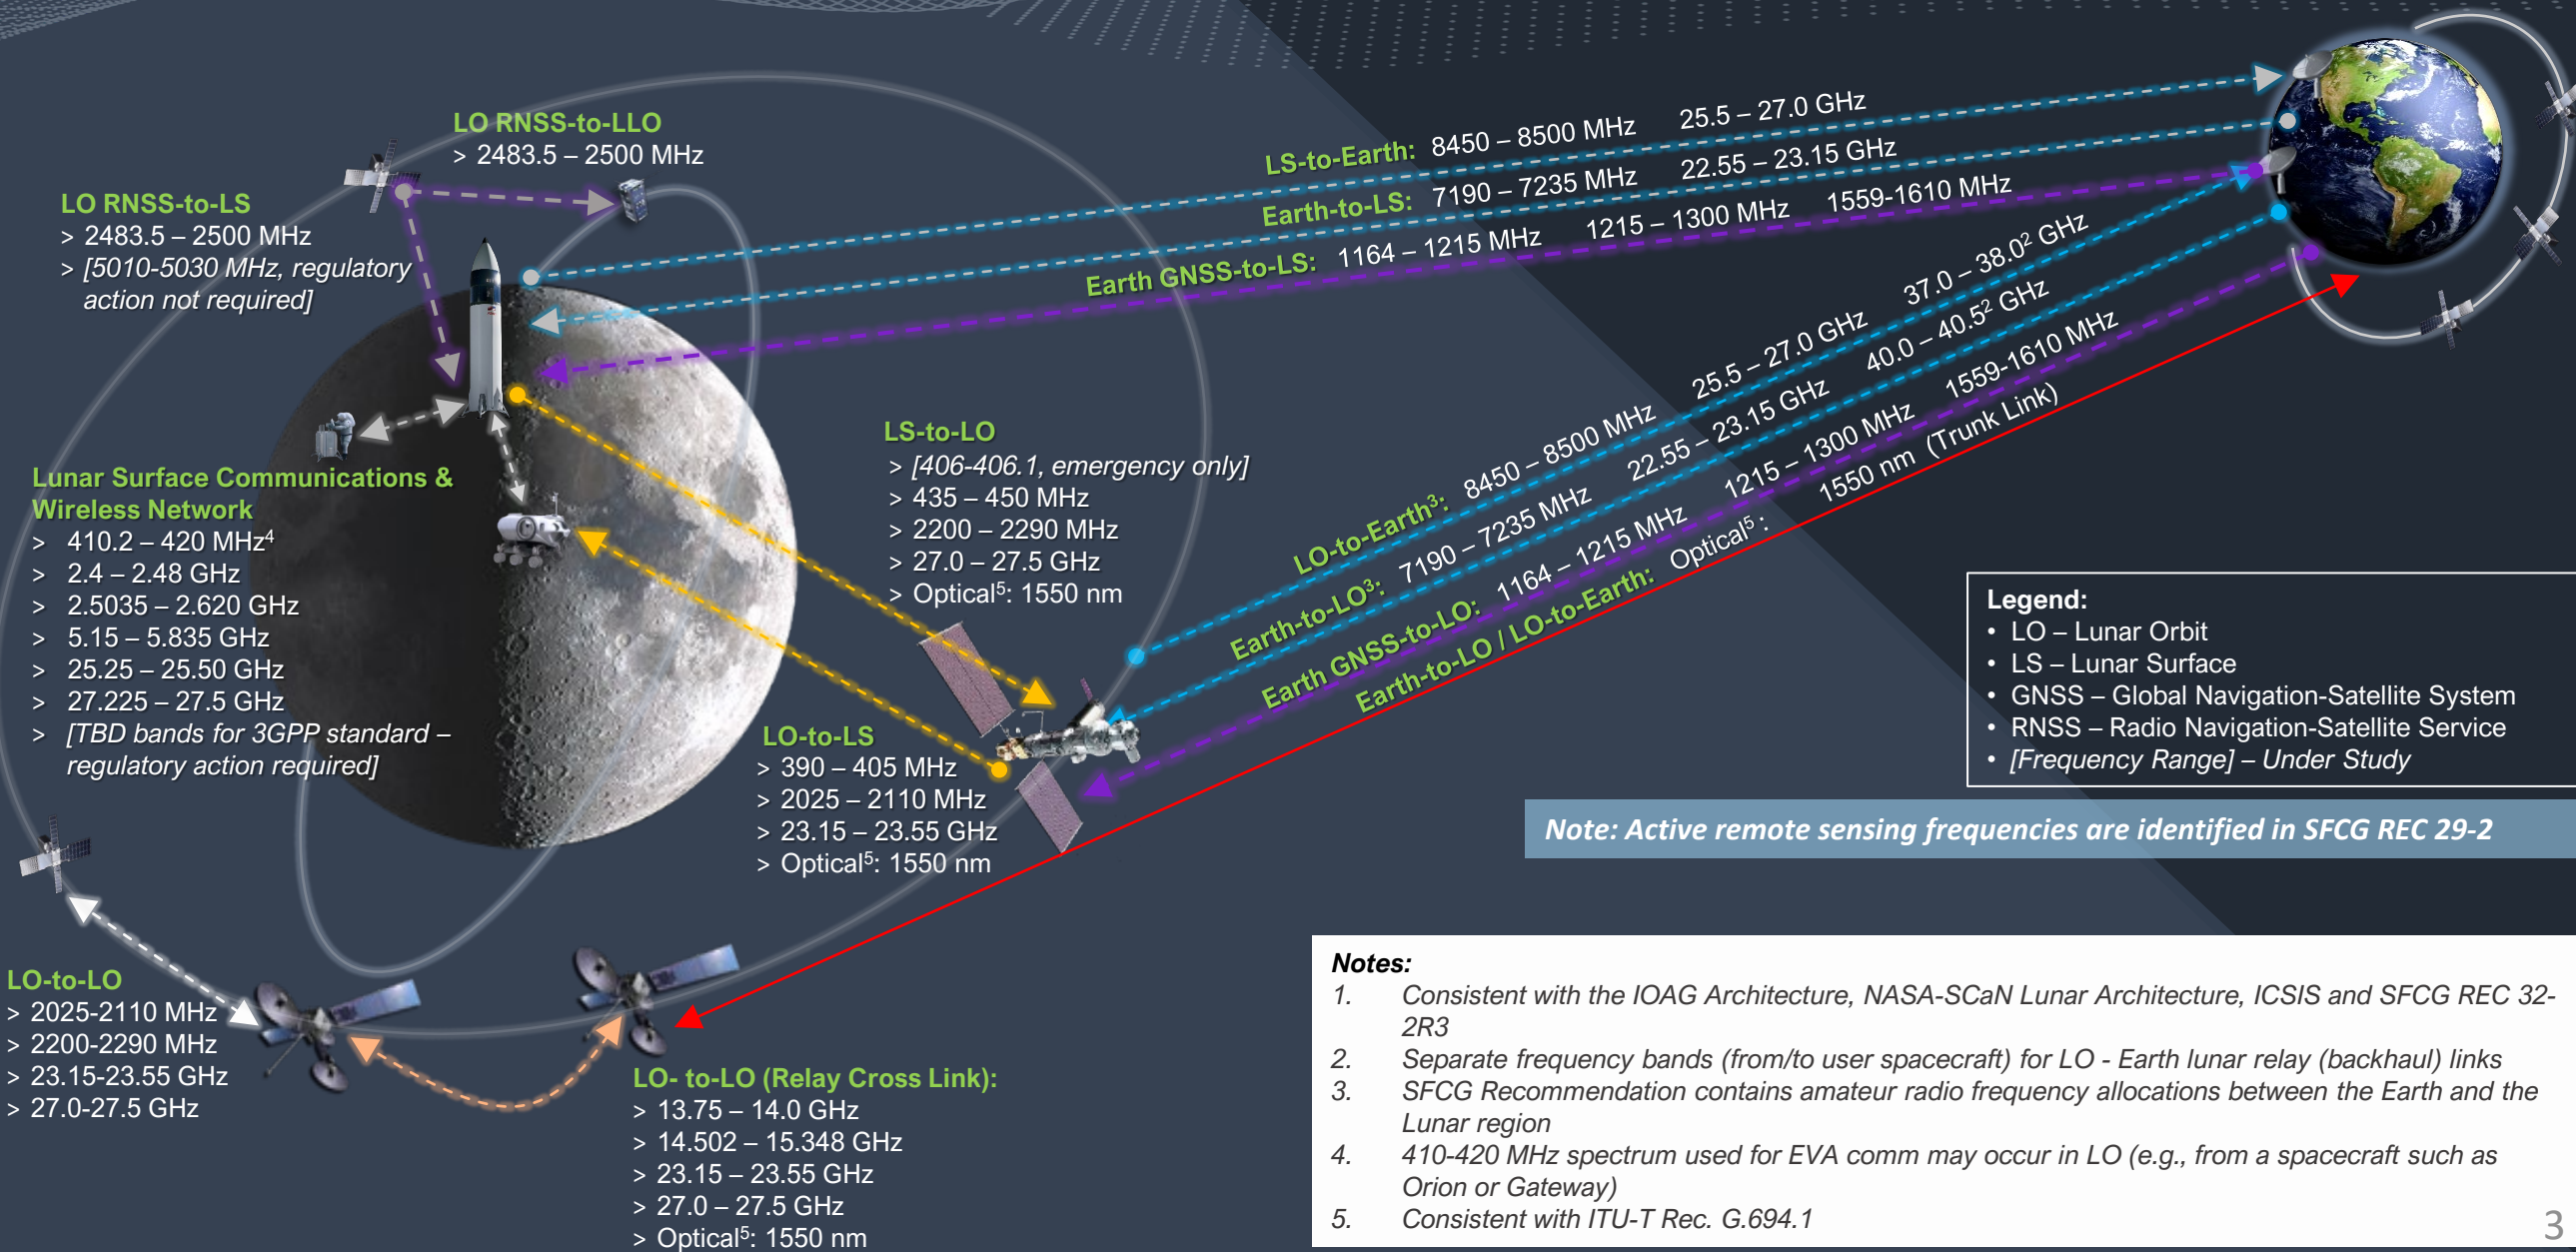 LO RNSS-to-LLO
> 2483.5 – 2500 MHz
LO RNSS-to-LS
> 2483.5 – 2500 MHz
> [5010-5030 MHz, regulatory
action not required]
LS-to-Earth: 8450 – 8500 MHz 25.5 – 27.0 GHz
Earth-to-LS: 7190 – 7235 MHz 22.55 – 23.15 GHz
Earth GNSS-to-LS: 1164 – 1215 MHz 1215 – 1300 MHz 1559-1610 MHz
LO-to-Earth³: 8450 – 8500 MHz 25.5 – 27.0 GHz 37.0 – 38.0² GHz
Earth-to-LO³: 7190 – 7235 MHz 22.55 – 23.15 GHz 40.0 – 40.5² GHz
Earth GNSS-to-LO: 1164 – 1215 MHz 1215 – 1300 MHz 1559-1610 MHz
Earth-to-LO / LO-to-Earth: Optical⁵ : 1550 nm (Trunk Link)
LS-to-LO
> [406-406.1, emergency only]
> 435 – 450 MHz
> 2200 – 2290 MHz
> 27.0 – 27.5 GHz
> Optical⁵: 1550 nm
Lunar Surface Communications &
Wireless Network
> 410.2 – 420 MHz⁴
> 2.4 – 2.48 GHz
> 2.5035 – 2.620 GHz
> 5.15 – 5.835 GHz
> 25.25 – 25.50 GHz
> 27.225 – 27.5 GHz
> [TBD bands for 3GPP standard –
regulatory action required]
LO-to-LS
> 390 – 405 MHz
> 2025 – 2110 MHz
> 23.15 – 23.55 GHz
> Optical⁵: 1550 nm
Legend:
• LO – Lunar Orbit
• LS – Lunar Surface
• GNSS – Global Navigation-Satellite System
• RNSS – Radio Navigation-Satellite Service
• [Frequency Range] – Under Study
Note: Active remote sensing frequencies are identified in SFCG REC 29-2
LO-to-LO
> 2025-2110 MHz
> 2200-2290 MHz
> 23.15-23.55 GHz
> 27.0-27.5 GHz
LO- to-LO (Relay Cross Link):
> 13.75 – 14.0 GHz
> 14.502 – 15.348 GHz
> 23.15 – 23.55 GHz
> 27.0 – 27.5 GHz
> Optical⁵: 1550 nm
Notes:
1. Consistent with the IOAG Architecture, NASA-SCaN Lunar Architecture, ICSIS and SFCG REC 32-
2R3
2. Separate frequency bands (from/to user spacecraft) for LO - Earth lunar relay (backhaul) links
3. SFCG Recommendation contains amateur radio frequency allocations between the Earth and the
Lunar region
4. 410-420 MHz spectrum used for EVA comm may occur in LO (e.g., from a spacecraft such as
Orion or Gateway)
5. Consistent with ITU-T Rec. G.694.1
3